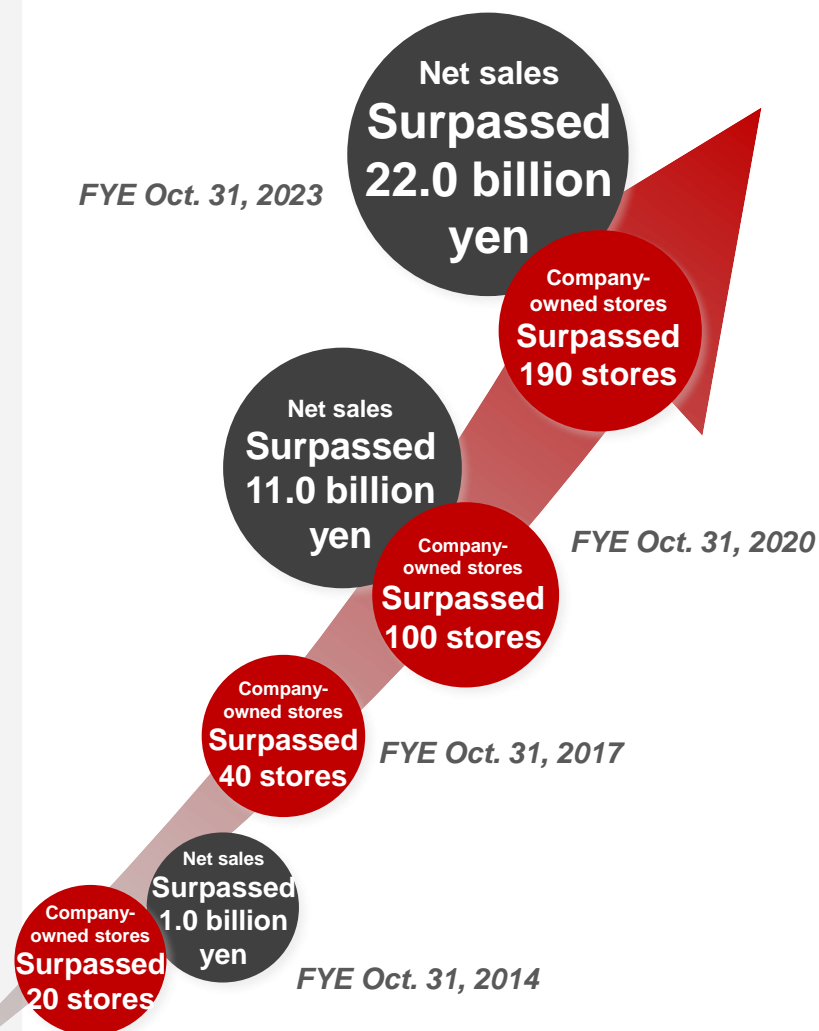 Net sales
Surpassed
22.0 billion
yen
FYE Oct. 31, 2023
Company-
owned stores
Surpassed
190 stores
Net sales
Surpassed
11.0 billion
yen
FYE Oct. 31, 2020
Company-
owned stores
Surpassed
100 stores
Company-
owned stores
Surpassed
40 stores
FYE Oct. 31, 2017
Net sales
Surpassed
1.0 billion
yen
Company-
owned stores
Surpassed
20 stores
FYE Oct. 31, 2014